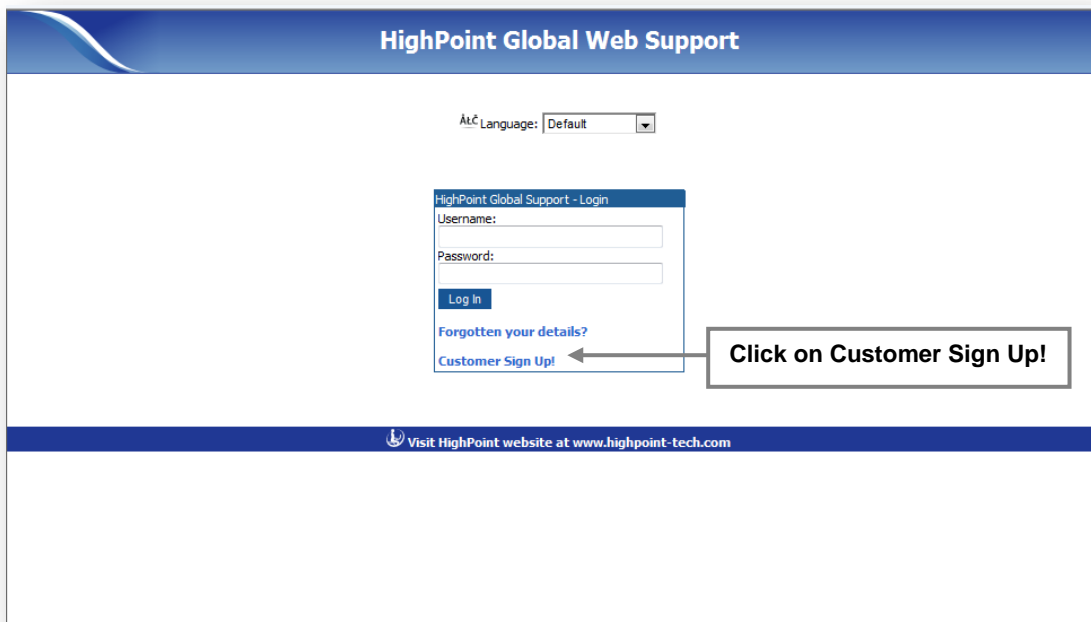 HighPoint Global Web Support
ÀŁĈ Language: Default
HighPoint Global Support - Login
Username:
Password:
Log In
Forgotten your details?
Customer Sign Up!
Click on Customer Sign Up!
Visit HighPoint website at www.highpoint-tech.com